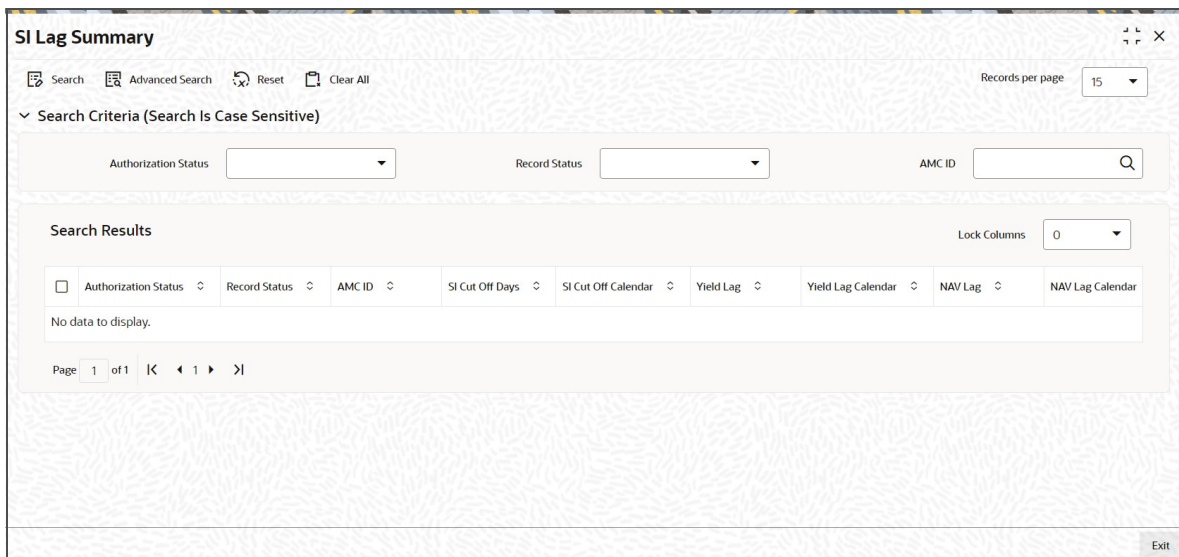 SI Lag Summary
Search Advanced Search Reset Clear All Records per page 15
Search Criteria (Search Is Case Sensitive)
Authorization Status Record Status AMC ID
Search Results Lock Columns 0
Authorization Status Record Status AMC ID SI Cut Off Days SI Cut Off Calendar Yield Lag Yield Lag Calendar NAV Lag NAV Lag Calendar
No data to display.
Page 1 of 1 1
Exit